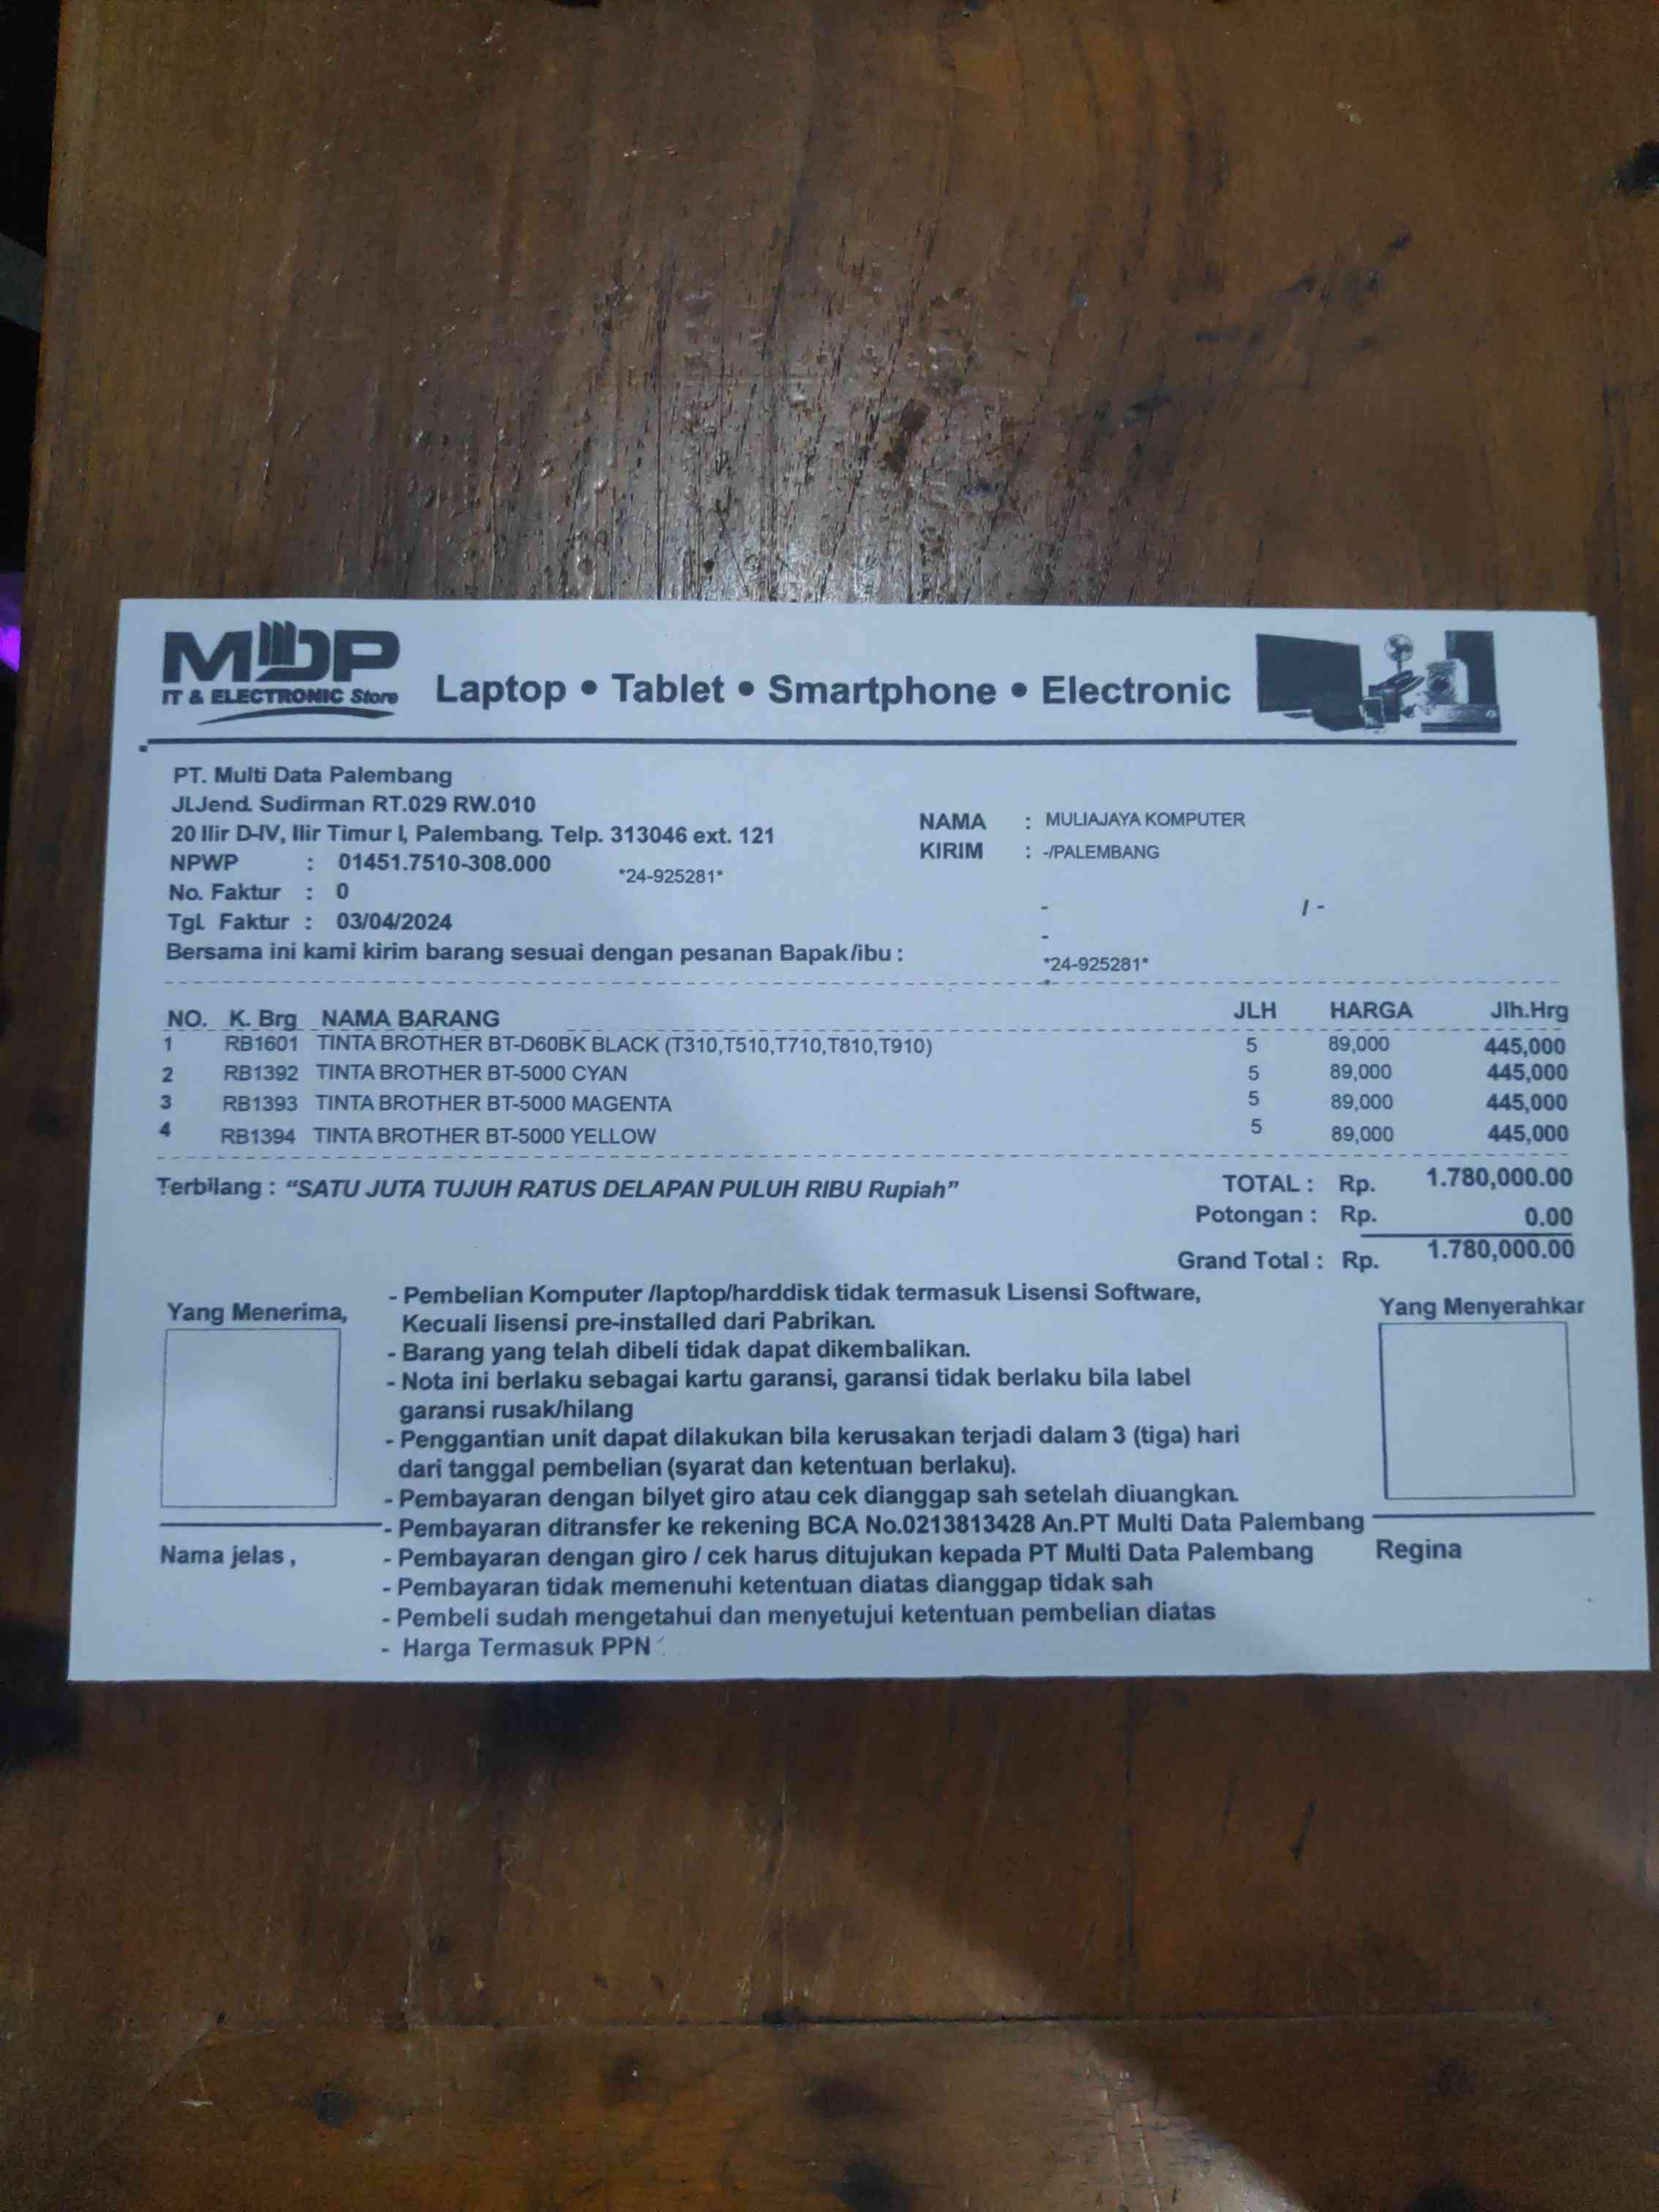 MDP
IT & ELECTRONIC Store
Laptop • Tablet • Smartphone • Electronic
PT. Multi Data Palembang
Jl.Jend. Sudirman RT.029 RW.010
20 Ilir D-IV, Ilir Timur I, Palembang. Telp. 313046 ext. 121
NPWP : 01451.7510-308.000
*24-925281*
No. Faktur : 0
Tgl. Faktur : 03/04/2024
Bersama ini kami kirim barang sesuai dengan pesanan Bapak/ibu :
NAMA : MULIAJAYA KOMPUTER
KIRIM : -/PALEMBANG
- / -
-
*24-925281*
NO. K. Brg NAMA BARANG JLH HARGA Jlh.Hrg
1 RB1601 TINTA BROTHER BT-D60BK BLACK (T310,T510,T710,T810,T910) 5 89,000 445,000
2 RB1392 TINTA BROTHER BT-5000 CYAN 5 89,000 445,000
3 RB1393 TINTA BROTHER BT-5000 MAGENTA 5 89,000 445,000
4 RB1394 TINTA BROTHER BT-5000 YELLOW 5 89,000 445,000
Terbilang : “SATU JUTA TUJUH RATUS DELAPAN PULUH RIBU Rupiah”
TOTAL : Rp. 1.780,000.00
Potongan : Rp. 0.00
Grand Total : Rp. 1.780,000.00
Yang Menerima,
- Pembelian Komputer /laptop/harddisk tidak termasuk Lisensi Software,
Kecuali lisensi pre-installed dari Pabrikan.
- Barang yang telah dibeli tidak dapat dikembalikan.
- Nota ini berlaku sebagai kartu garansi, garansi tidak berlaku bila label
garansi rusak/hilang
- Penggantian unit dapat dilakukan bila kerusakan terjadi dalam 3 (tiga) hari
dari tanggal pembelian (syarat dan ketentuan berlaku).
- Pembayaran dengan bilyet giro atau cek dianggap sah setelah diuangkan.
- Pembayaran ditransfer ke rekening BCA No.0213813428 An.PT Multi Data Palembang
- Pembayaran dengan giro / cek harus ditujukan kepada PT Multi Data Palembang
- Pembayaran tidak memenuhi ketentuan diatas dianggap tidak sah
- Pembeli sudah mengetahui dan menyetujui ketentuan pembelian diatas
- Harga Termasuk PPN
Nama jelas ,
Yang Menyerahkar
Regina